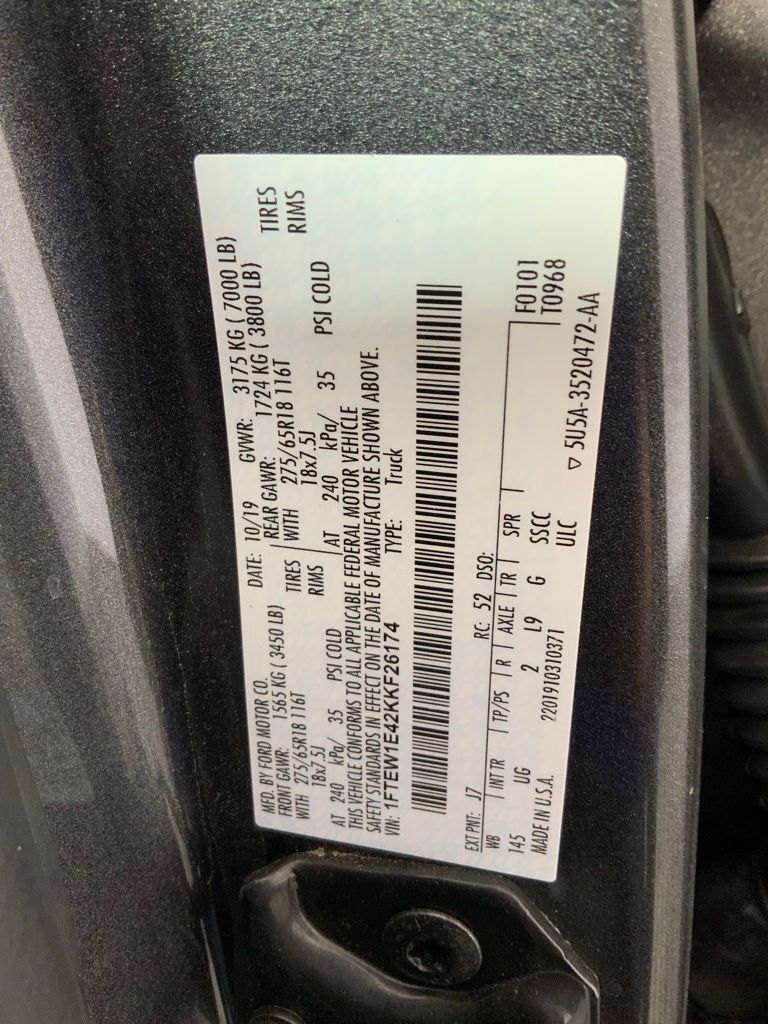 MFD. BY FORD MOTOR CO.
DATE: 10/19 GVWR: 3175 KG ( 7000 LB)
FRONT GAWR: 1565 KG ( 3450 LB) REAR GAWR: 1724 KG ( 3800 LB)
WITH 275/65R18 116T TIRES WITH 275/65R18 116T TIRES
18x7.5J RIMS 18x7.5J RIMS
AT 240 kPa/ 35 PSI COLD AT 240 kPa/ 35 PSI COLD
THIS VEHICLE CONFORMS TO ALL APPLICABLE FEDERAL MOTOR VEHICLE
SAFETY STANDARDS IN EFFECT ON THE DATE OF MANUFACTURE SHOWN ABOVE.
VIN: 1FTEW1E42KKF26174 TYPE: Truck
EXT PNT: J7 RC: 52 DSO:
WB INT TR TP/PS R AXLE TR SPR F0101
145 UG 2 L9 G SSCC T0968
MADE IN U.S.A. 2201910310371 ULC ▽ 5U5A-3520472-AA